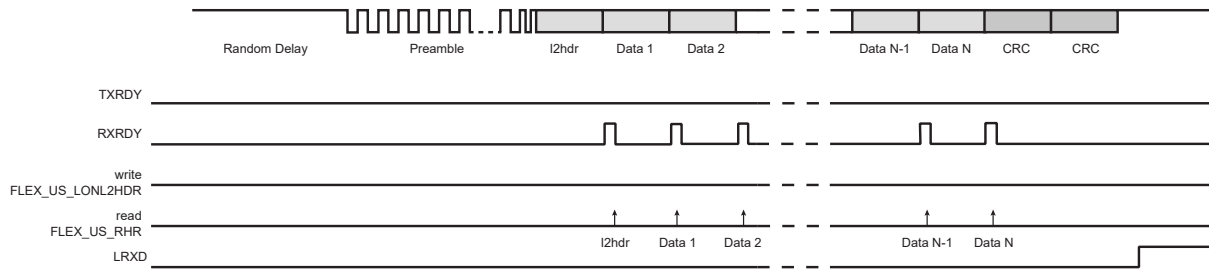 Random Delay Preamble l2hdr Data 1 Data 2 Data N-1 Data N CRC CRC
TXRDY
RXRDY
write
FLEX_US_LONL2HDR
read
FLEX_US_RHR
l2hdr Data 1 Data 2 Data N-1 Data N
LRXD